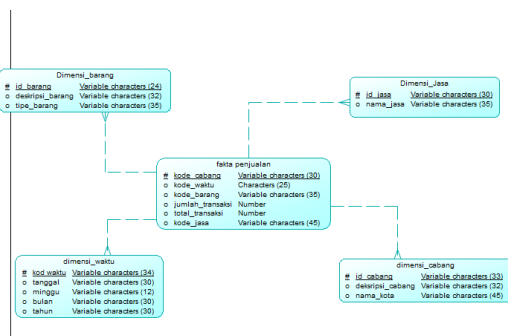 Dimensi_barang
# id_barang Variable characters (24)
o deskripsi_barang Variable characters (32)
o tipe_barang Variable characters (35)
Dimensi_Jasa
# id_jasa Variable characters (30)
o nama_jasa Variable characters (35)
fakta penjualan
# kode_cabang Variable characters (30)
o kode_waktu Characters (25)
o kode_barang Variable characters (35)
o jumlah_transaksi Number
o total_transaksi Number
o kode_jasa Variable characters (45)
dimensi_waktu
# kod waktu Variable characters (34)
o tanggal Variable characters (30)
o minggu Variable characters (12)
o bulan Variable characters (30)
o tahun Variable characters (30)
dimensi_cabang
# id_cabang Variable characters (33)
o deksripsi_cabang Variable characters (32)
o nama_kota Variable characters (45)